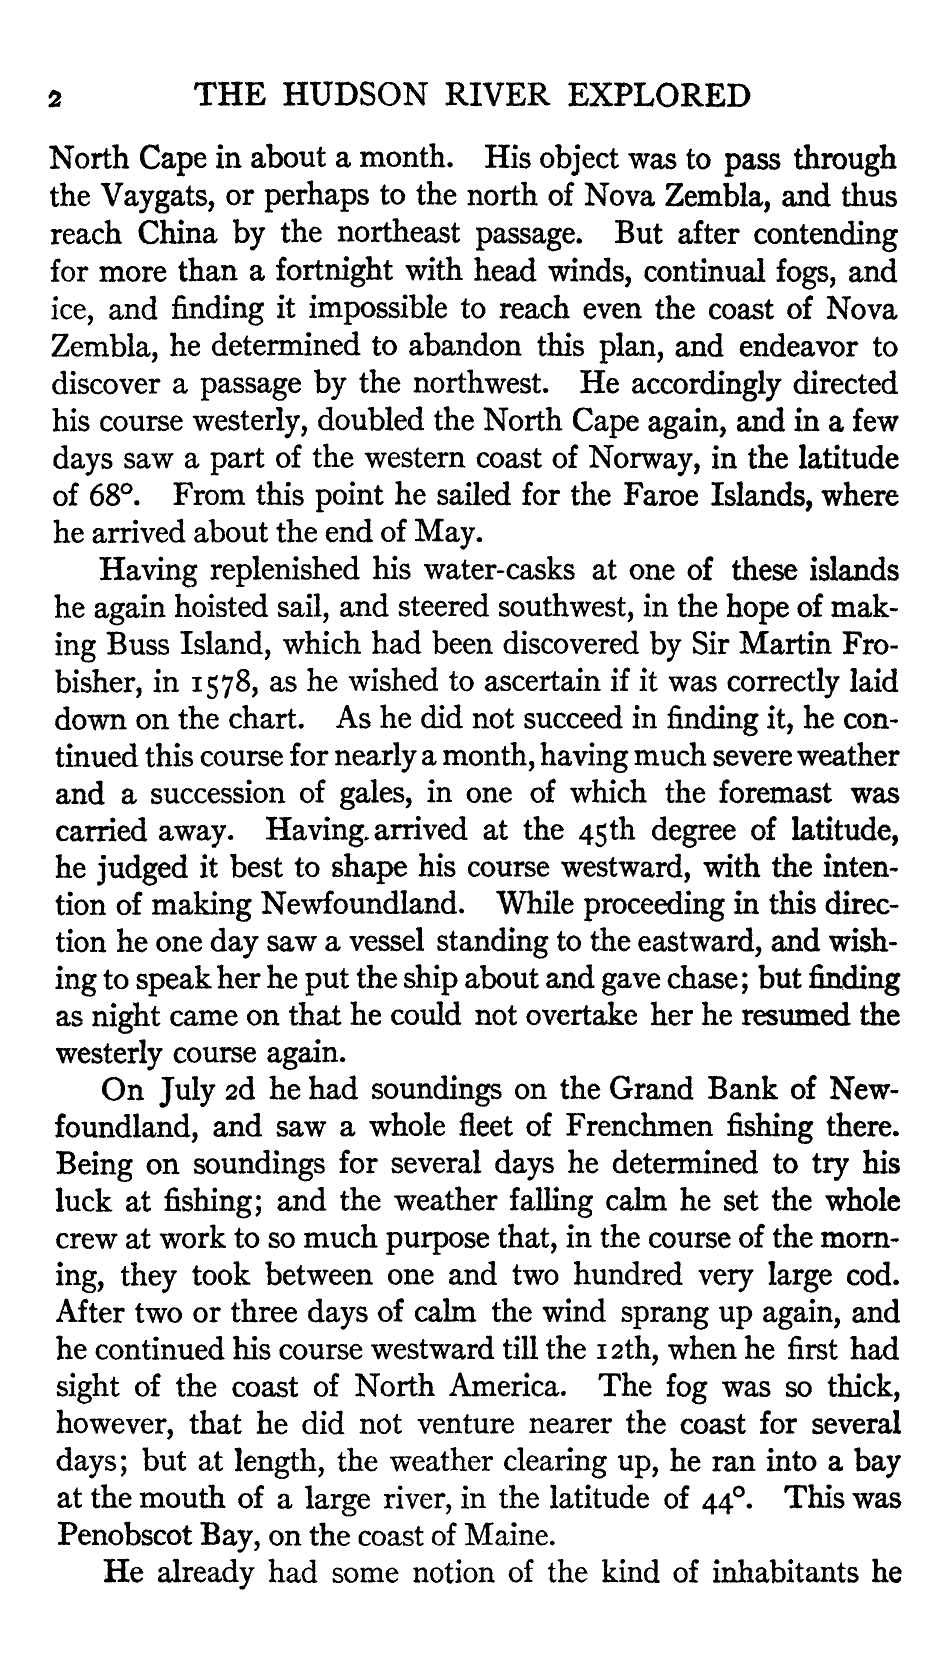 2 THE HUDSON RIVER EXPLORED
North Cape in about a month. His object was to pass through
the Vaygats, or perhaps to the north of Nova Zembla, and thus
reach China by the northeast passage. But after contending
for more than a fortnight with head winds, continual fogs, and
ice, and finding it impossible to reach even the coast of Nova
Zembla, he determined to abandon this plan, and endeavor to
discover a passage by the northwest. He accordingly directed
his course westerly, doubled the North Cape again, and in a few
days saw a part of the western coast of Norway, in the latitude
of 68°. From this point he sailed for the Faroe Islands, where
he arrived about the end of May.
Having replenished his water-casks at one of these islands
he again hoisted sail, and steered southwest, in the hope of mak-
ing Buss Island, which had been discovered by Sir Martin Fro-
bisher, in 1578, as he wished to ascertain if it was correctly laid
down on the chart. As he did not succeed in finding it, he con-
tinued this course for nearly a month, having much severe weather
and a succession of gales, in one of which the foremast was
carried away. Having arrived at the 45th degree of latitude,
he judged it best to shape his course westward, with the inten-
tion of making Newfoundland. While proceeding in this direc-
tion he one day saw a vessel standing to the eastward, and wish-
ing to speak her he put the ship about and gave chase; but finding
as night came on that he could not overtake her he resumed the
westerly course again.
On July 2d he had soundings on the Grand Bank of New-
foundland, and saw a whole fleet of Frenchmen fishing there.
Being on soundings for several days he determined to try his
luck at fishing; and the weather falling calm he set the whole
crew at work to so much purpose that, in the course of the morn-
ing, they took between one and two hundred very large cod.
After two or three days of calm the wind sprang up again, and
he continued his course westward till the 12th, when he first had
sight of the coast of North America. The fog was so thick,
however, that he did not venture nearer the coast for several
days; but at length, the weather clearing up, he ran into a bay
at the mouth of a large river, in the latitude of 44°. This was
Penobscot Bay, on the coast of Maine.
He already had some notion of the kind of inhabitants he